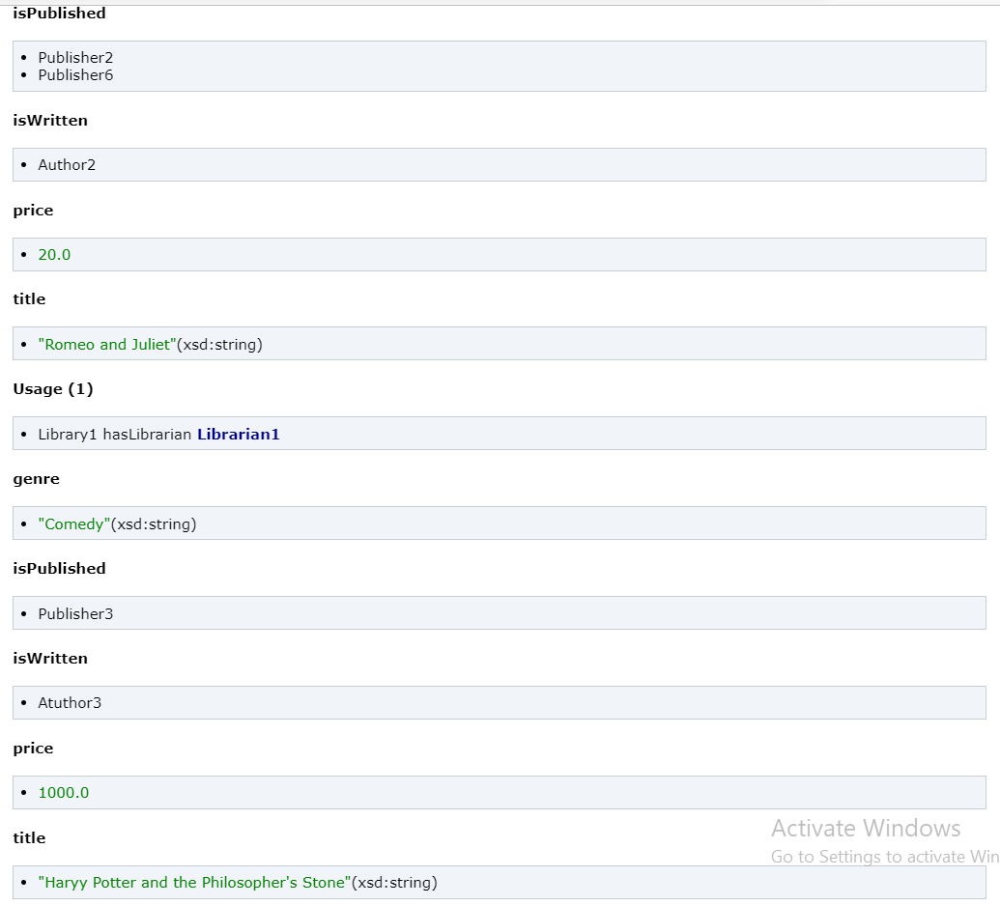 isPublished
Publisher2
Publisher6
isWritten
Author2
price
20.0
title
"Romeo and Juliet"(xsd:string)
Usage (1)
Library1 hasLibrarian Librarian1
genre
"Comedy"(xsd:string)
isPublished
Publisher3
isWritten
Atuthor3
price
1000.0
title
Activate Windows
Go to Settings to activate Win
"Haryy Potter and the Philosopher's Stone"(xsd:string)